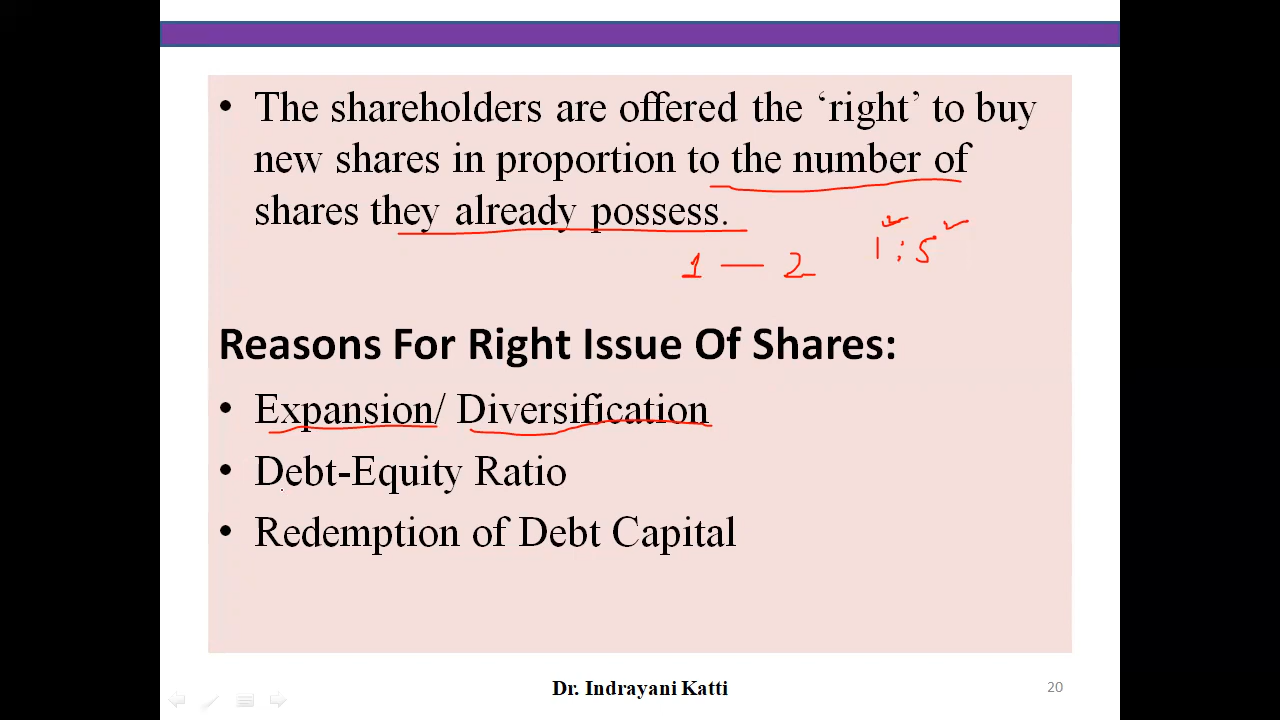 • The shareholders are offered the ‘right’ to buy
new shares in proportion to the number of
shares they already possess.
1 : 5
1 — 2
Reasons For Right Issue Of Shares:
• Expansion/ Diversification
• Debt-Equity Ratio
• Redemption of Debt Capital
Dr. Indrayani Katti
20